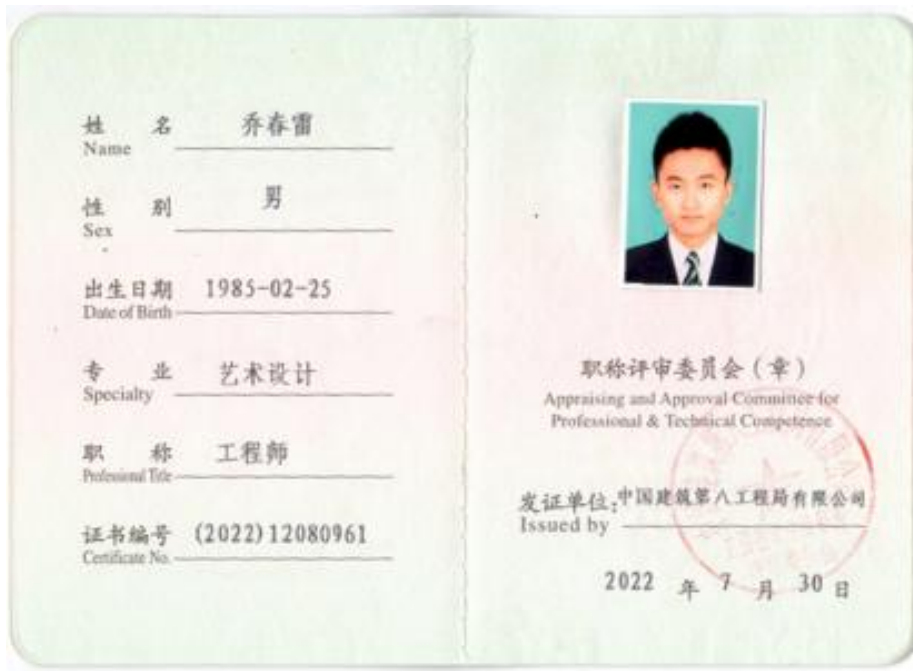 姓 名 乔春雷
Name
性 别 男
Sex
出生日期 1985-02-25
Date of Birth
专 业 艺术设计
Specialty
职 称 工程师
Professional Title
证书编号 (2022)12080961
Certificate No.
职称评审委员会（章）
Appraising and Approval Committee for
Professional & Technical Competence
发证单位:中国建筑第八工程局有限公司
Issued by
2022 年 7 月 30 日